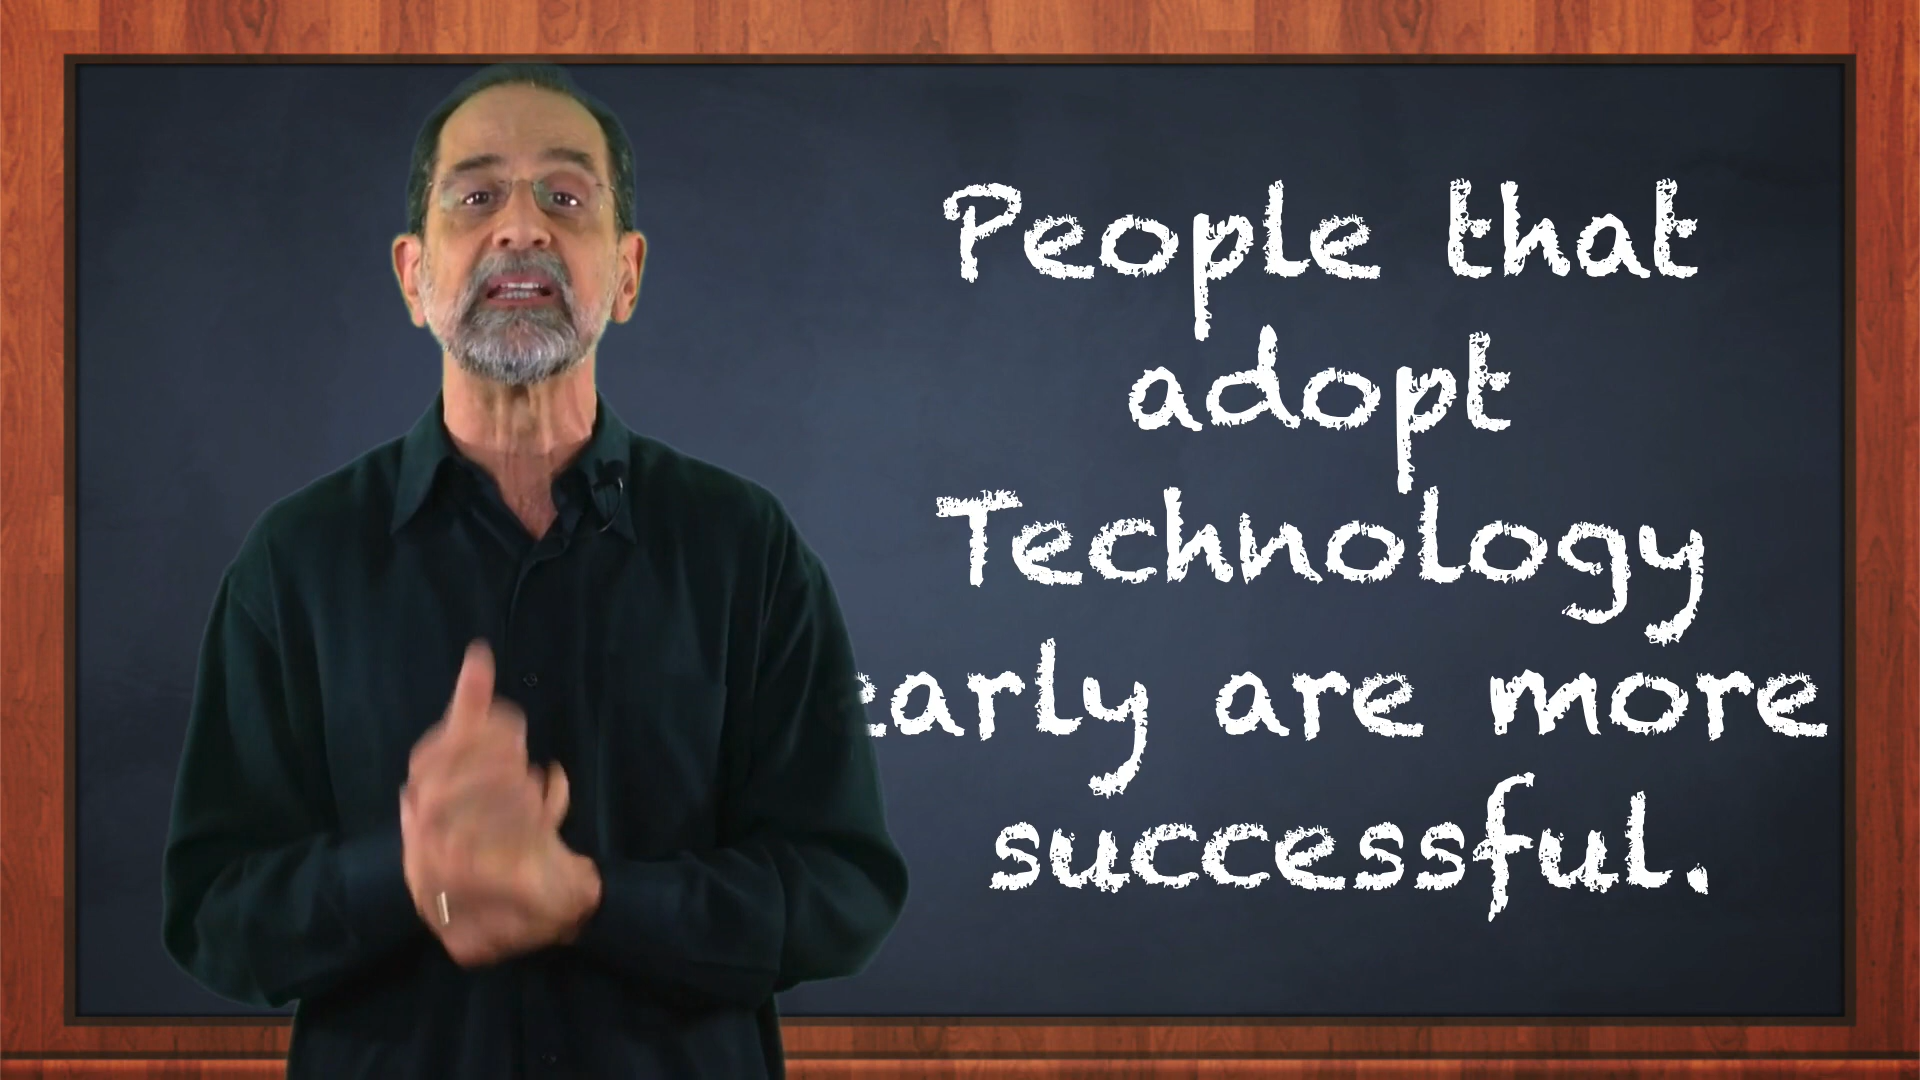 People that
adopt
Technology
early are more
successful.